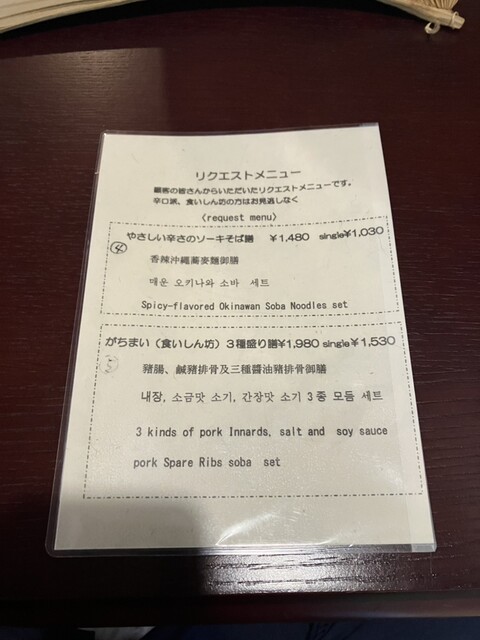 リクエストメニュー
顧客の皆さんからいただいたリクエストメニューです。
辛口派、食いしん坊の方はお見逃しなく
〈request menu〉
④ やさしい辛さのソーキそば膳 ¥1,480 single¥1,030
香辣沖繩蕎麥麵御膳
매운 오키나와 소바 세트
Spicy-flavored Okinawan Soba Noodles set
がちまい（食いしん坊）3種盛り膳¥1,980 single¥1,530
⑤ 豬腸、鹹豬排骨及三種醬油豬排骨御膳
내장, 소금맛 소기, 간장맛 소기 3종 모듬 세트
3 kinds of pork Innards, salt and soy sauce
pork Spare Ribs soba set